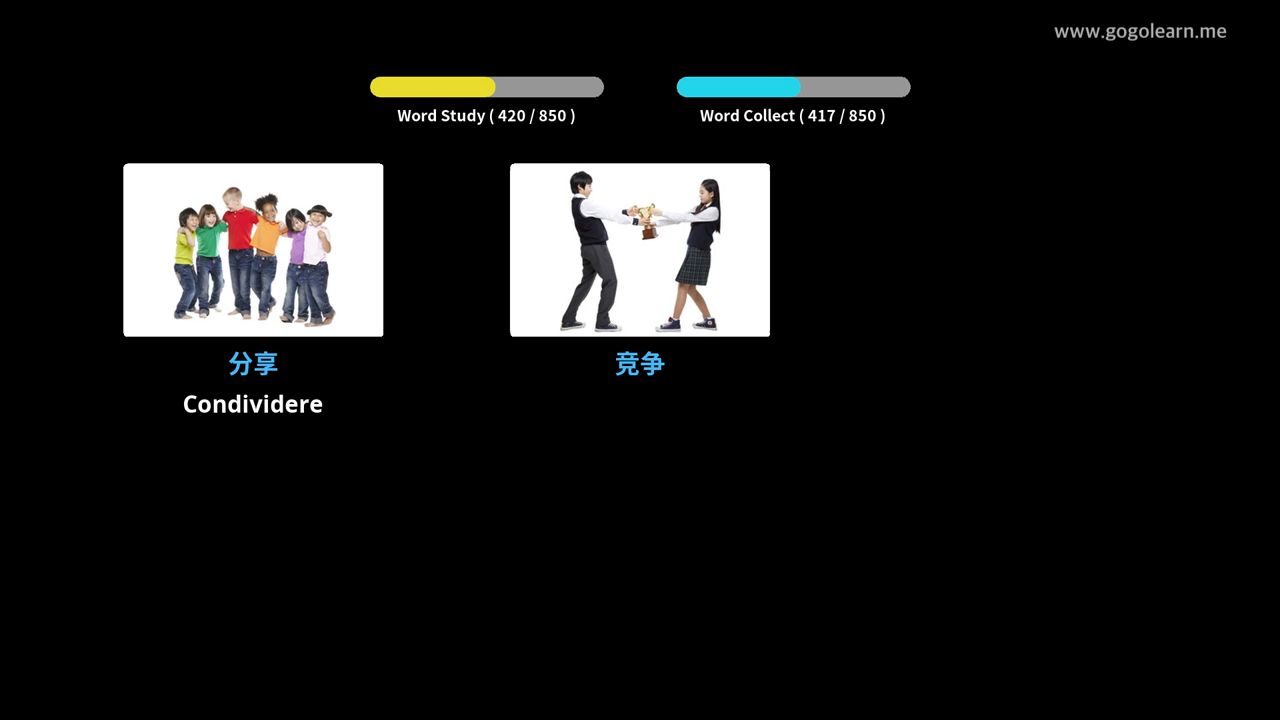 www.gogolearn.me
Word Study ( 420 / 850 )
Word Collect ( 417 / 850 )
分享
竞争
Condividere